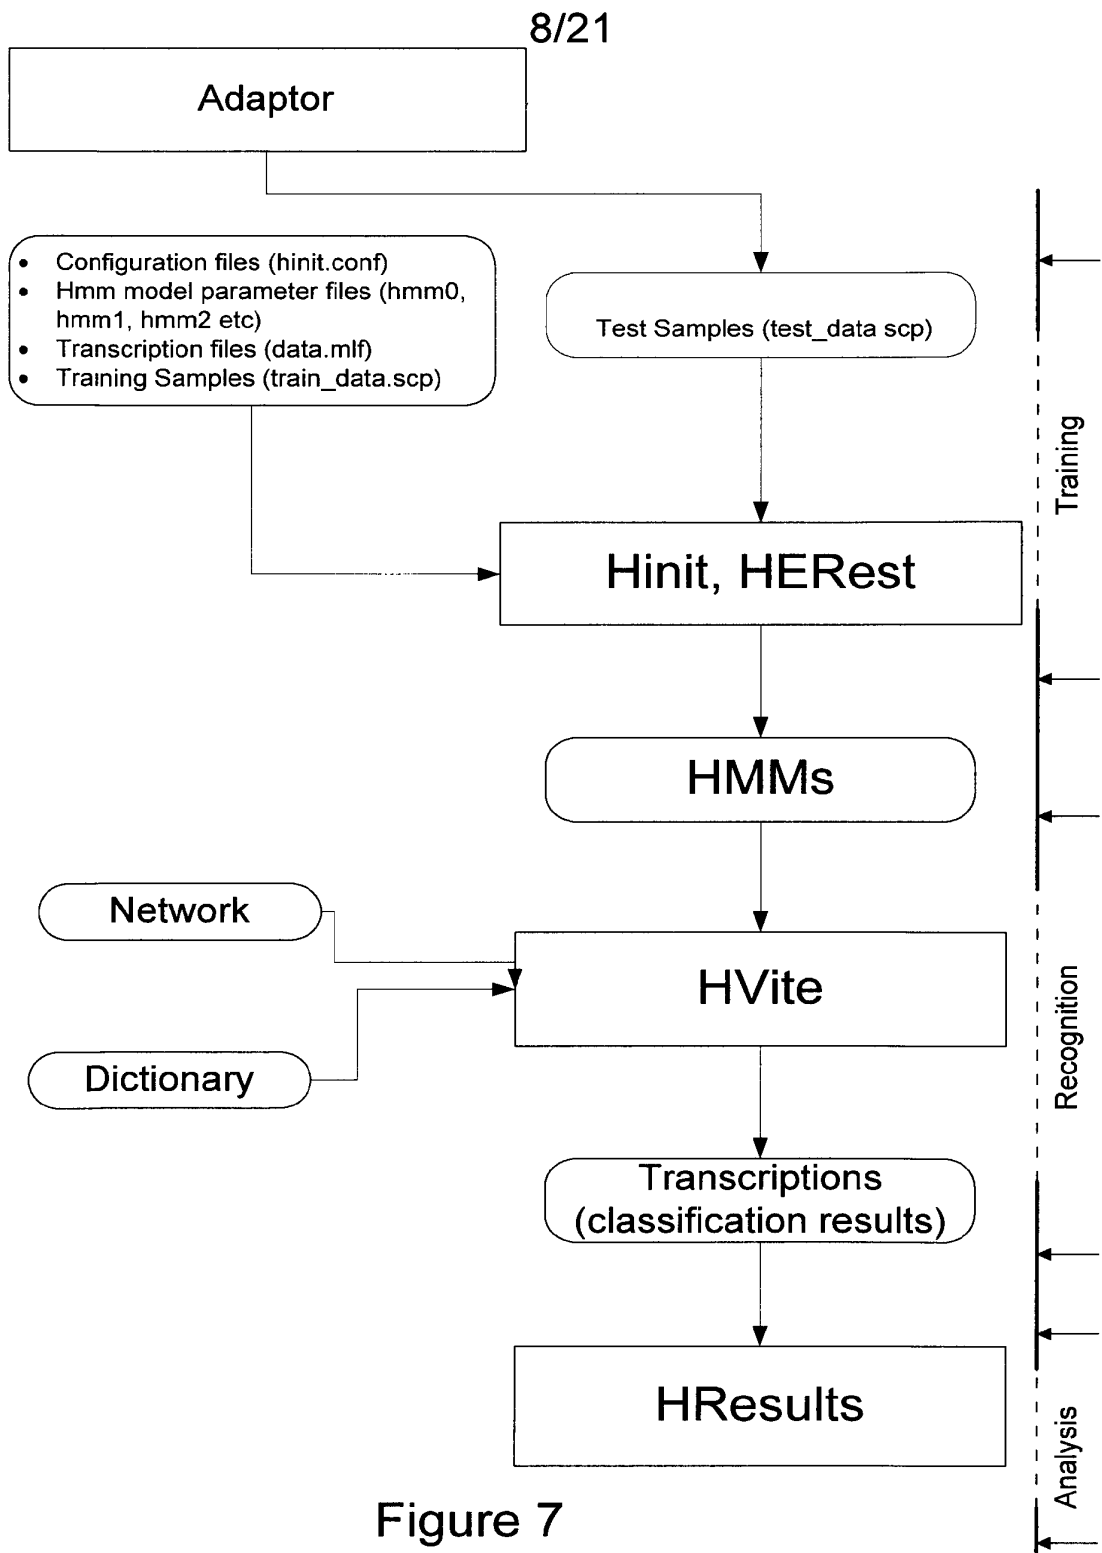 8/21
Adaptor
• Configuration files (hinit.conf)
• Hmm model parameter files (hmm0,
hmm1, hmm2 etc)
• Transcription files (data.mlf)
• Training Samples (train_data.scp)
Test Samples (test_data scp)
Training
Hinit, HERest
HMMs
Network
HVite
Dictionary
Recognition
Transcriptions
(classification results)
HResults
Analysis
Figure 7